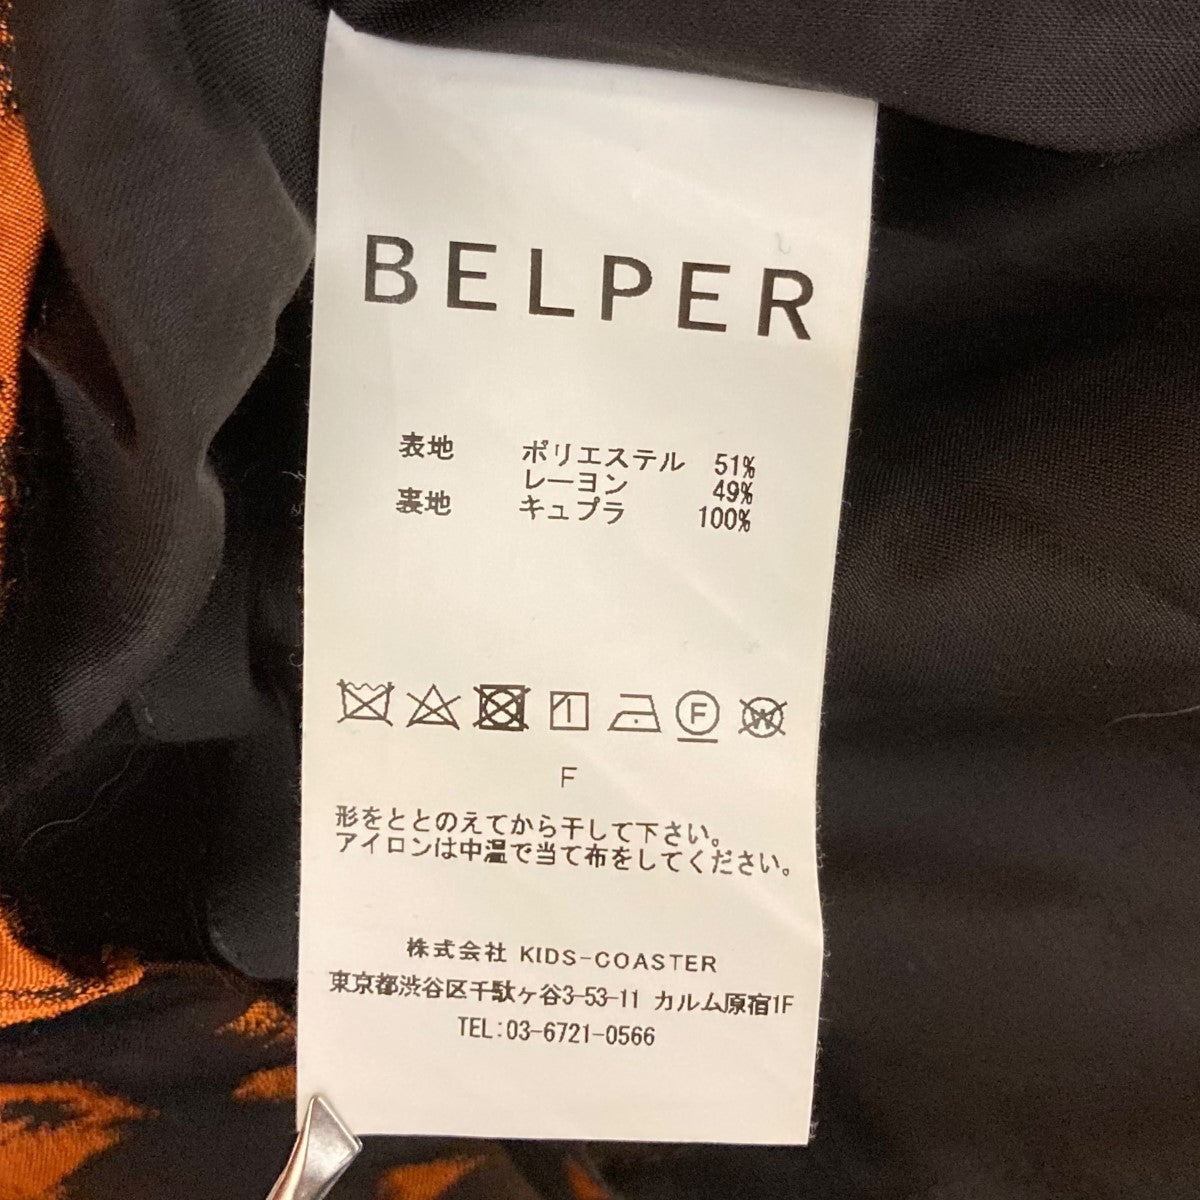 BELPER
表地 ポリエステル 51%
レーヨン 49%
裏地 キュプラ 100%
F W
F
形をととのえてから干して下さい。
アイロンは中温で当て布をしてください。
株式会社 KIDS-COASTER
東京都渋谷区千駄ヶ谷3-53-11 カルム原宿1F
TEL:03-6721-0566